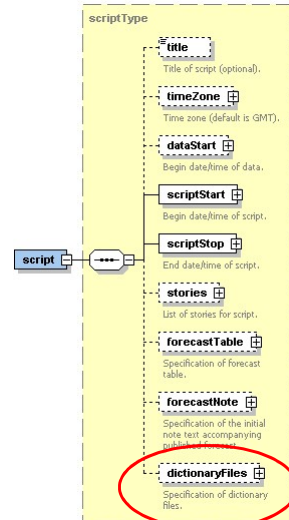 scriptType
title
Title of script (optional).
timeZone
Time zone (default is GMT).
dataStart
Begin date/time of data.
scriptStart
Begin date/time of script.
script
scriptStop
End date/time of script.
stories
List of stories for script.
forecastTable
Specification of forecast
table.
forecastNote
Specification of the initial
note text accompanying
published forecast.
dictionaryFiles
Specification of dictionary
files.